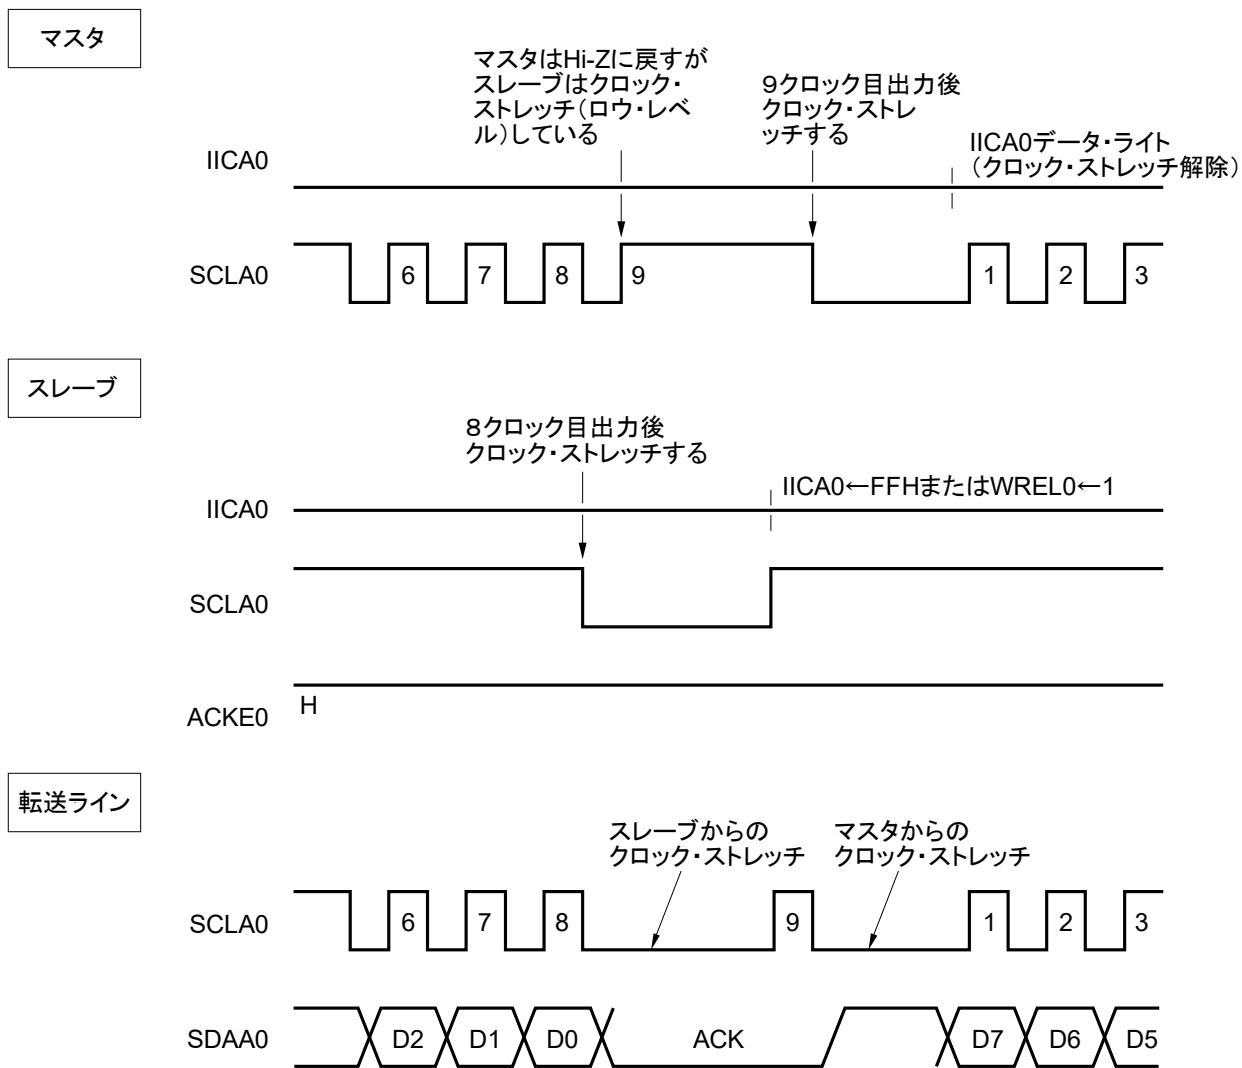 マスタ
マスタはHi-Zに戻すが
スレーブはクロック・
ストレッチ（ロウ・レベ
ル）している
9クロック目出力後
クロック・ストレ
ッチする
IICA0データ・ライト
（クロック・ストレッチ解除）
IICA0
SCLA0
6 7 8 9 1 2 3
スレーブ
8クロック目出力後
クロック・ストレッチする
IICA0←FFHまたはWREL0←1
IICA0
SCLA0
H
ACKE0
転送ライン
スレーブからの
クロック・ストレッチ
マスタからの
クロック・ストレッチ
SCLA0
6 7 8 9 1 2 3
SDAA0
D2 D1 D0 ACK D7 D6 D5